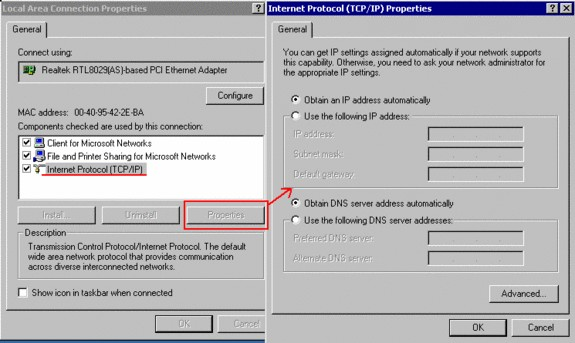 Local Area Connection Properties
General
Connect using:
Realtek RTL8029(AS)-based PCI Ethernet Adapter
Configure
MAC address: 00-40-95-42-2E-BA
Components checked are used by this connection:
Client for Microsoft Networks
File and Printer Sharing for Microsoft Networks
Internet Protocol (TCP/IP)
Install...
Uninstall
Properties
Description
Transmission Control Protocol/Internet Protocol. The default
wide area network protocol that provides communication
across diverse interconnected networks.
Show icon in taskbar when connected
OK
Cancel
Internet Protocol (TCP/IP) Properties
General
You can get IP settings assigned automatically if your network supports
this capability. Otherwise, you need to ask your network administrator for
the appropriate IP settings.
Obtain an IP address automatically
Use the following IP address:
IP address:
Subnet mask:
Default gateway:
Obtain DNS server address automatically
Use the following DNS server addresses:
Preferred DNS server:
Alternate DNS server:
Advanced...
OK
Cancel